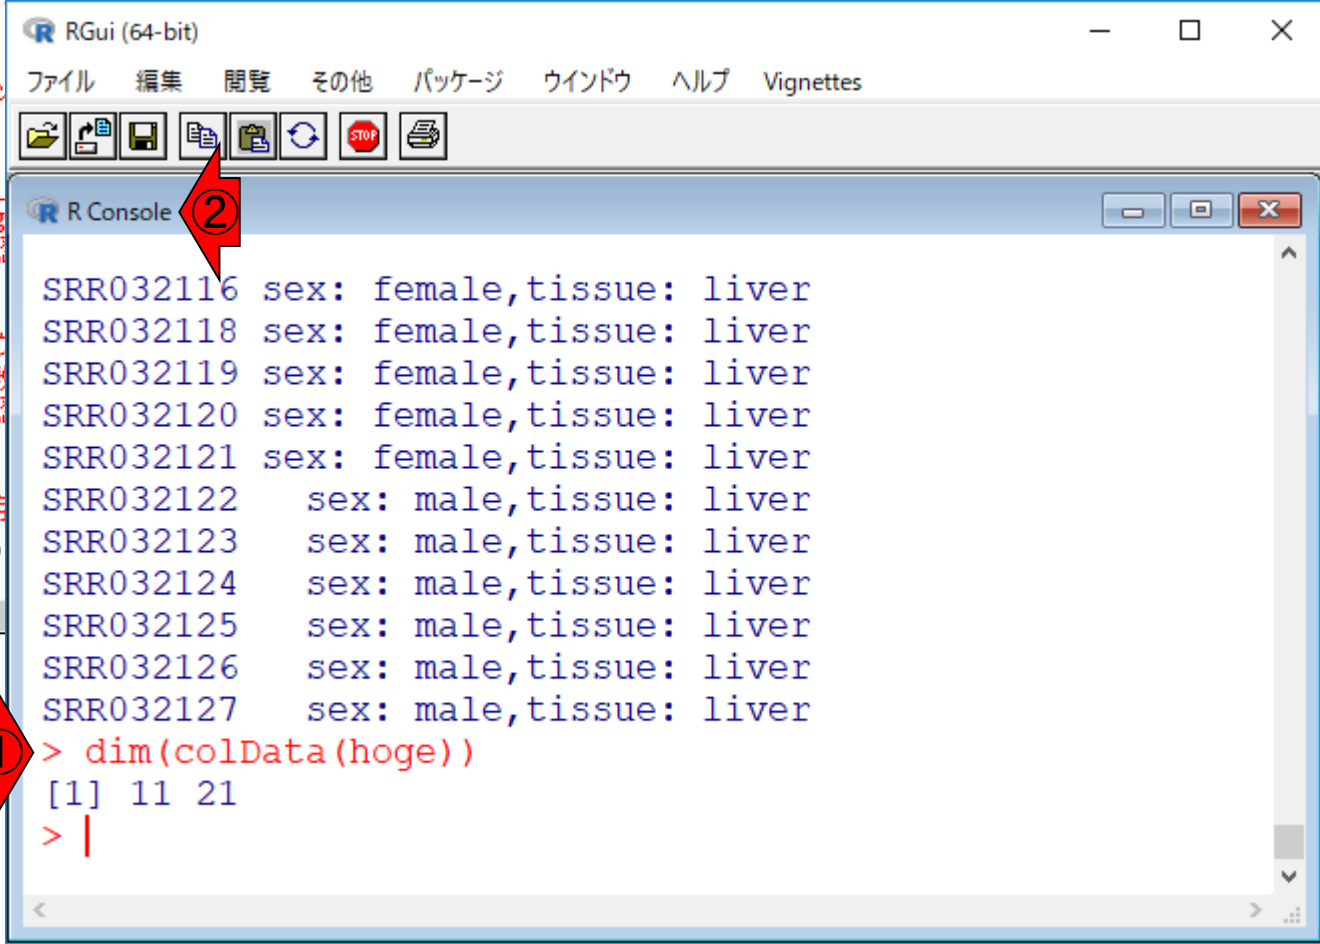 RGui (64-bit)
ファイル 編集 閲覧 その他 パッケージ ウインドウ ヘルプ Vignettes
STOP
R Console ②
SRR032116 sex: female,tissue: liver
SRR032118 sex: female,tissue: liver
SRR032119 sex: female,tissue: liver
SRR032120 sex: female,tissue: liver
SRR032121 sex: female,tissue: liver
SRR032122   sex: male,tissue: liver
SRR032123   sex: male,tissue: liver
SRR032124   sex: male,tissue: liver
SRR032125   sex: male,tissue: liver
SRR032126   sex: male,tissue: liver
SRR032127   sex: male,tissue: liver
① > dim(colData(hoge))
[1] 11 21
>